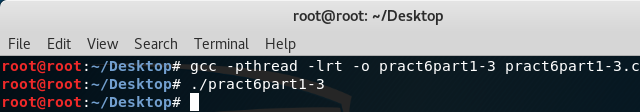 root@root: ~/Desktop
File Edit View Search Terminal Help
root@root:~/Desktop# gcc -pthread -lrt -o pract6part1-3 pract6part1-3.c
root@root:~/Desktop# ./pract6part1-3
root@root:~/Desktop#